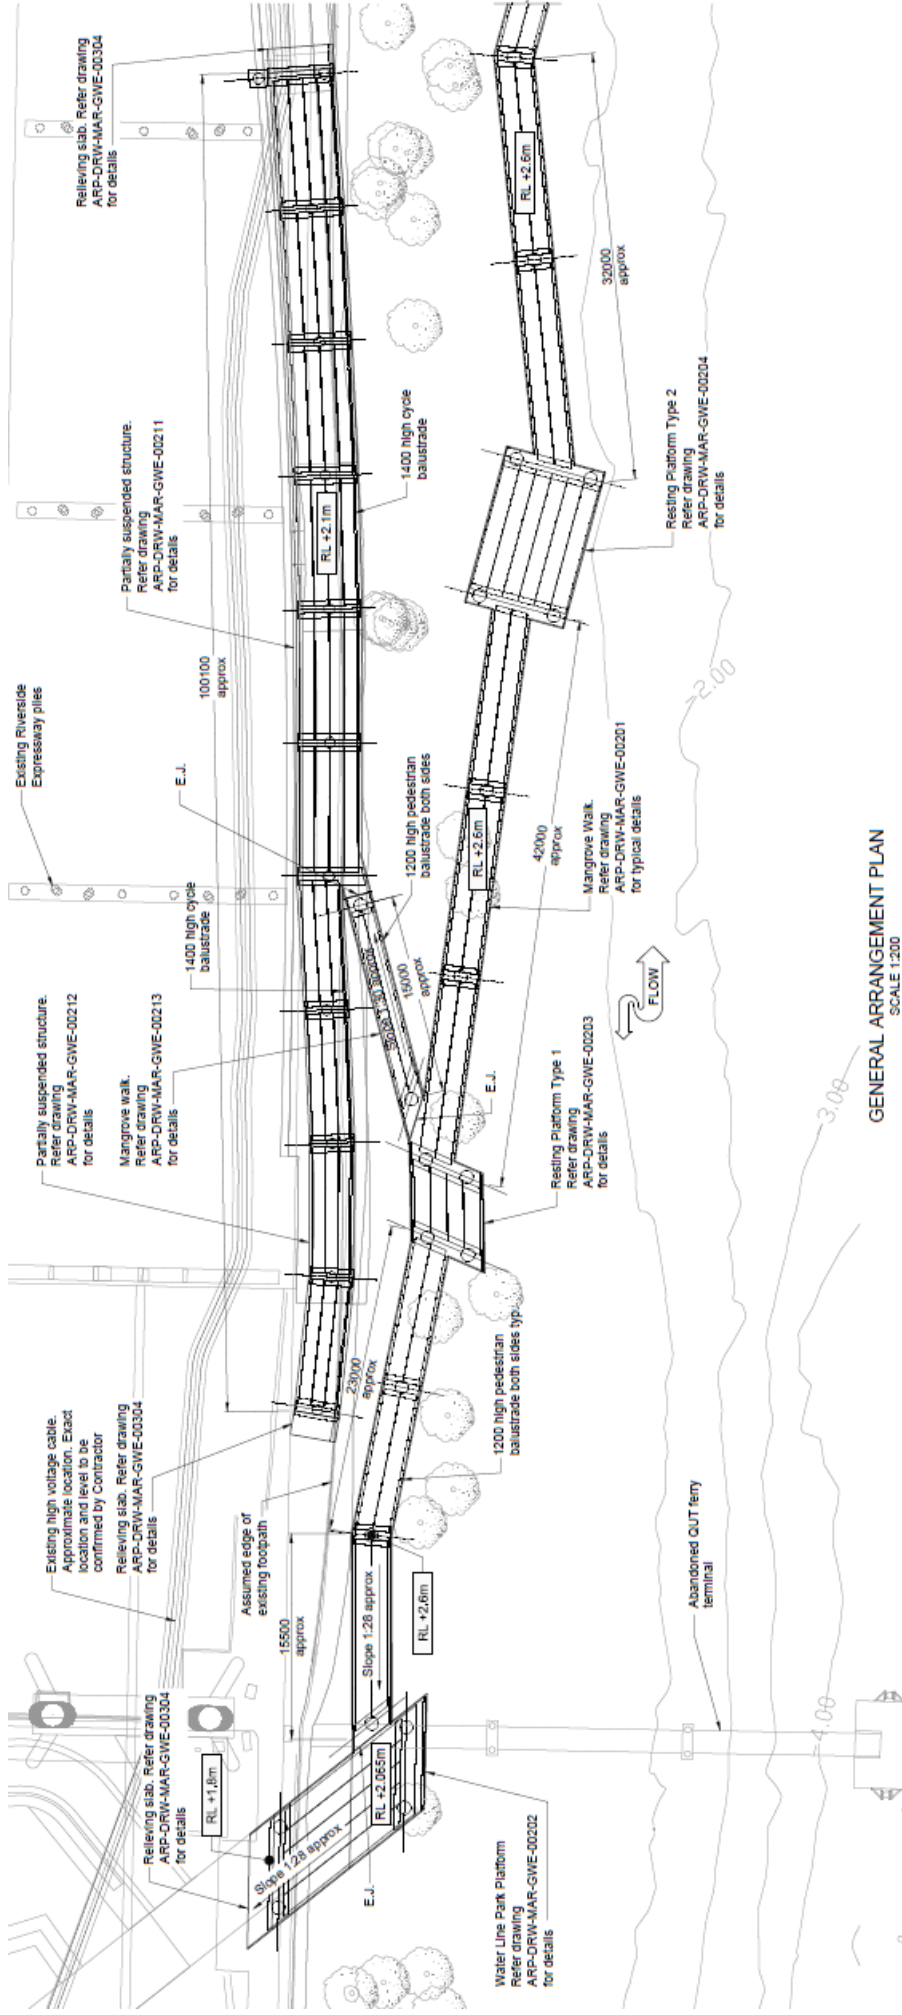 Relieving slab. Refer drawing
ARP-DRW-MAR-GWE-00304
for details
RL +1.8m
Slope 1:28 approx
E.J.
Water Line Park Platform
Refer drawing
ARP-DRW-MAR-GWE-00202
for details
RL +2.065m
Existing high voltage cable.
Approximate location. Exact
location and level to be
confirmed by Contractor
Relieving slab. Refer drawing
ARP-DRW-MAR-GWE-00304
for details
Assumed edge of
existing footpath
15500
approx
Slope 1:28 approx
RL +2.6m
Abandoned QUT ferry
terminal
-4.00
23000
approx
1200 high pedestrian
balustrade both sides typ.
Partially suspended structure.
Refer drawing
ARP-DRW-MAR-GWE-00212
for details
Mangrove walk.
Refer drawing
ARP-DRW-MAR-GWE-00213
for details
1400 high cycle
balustrade
Resting Platform Type 1
Refer drawing
ARP-DRW-MAR-GWE-00203
for details
E.J.
Slope 1:30 approx
15000
approx
FLOW
3.00
Existing Riverside
Expressway piles
E.J.
100100
approx
1200 high pedestrian
balustrade both sides
RL +2.6m
42000
approx
Mangrove Walk.
Refer drawing
ARP-DRW-MAR-GWE-00201
for typical details
-2.00
Partially suspended structure.
Refer drawing
ARP-DRW-MAR-GWE-00211
for details
RL +2.1m
1400 high cycle
balustrade
Resting Platform Type 2
Refer drawing
ARP-DRW-MAR-GWE-00204
for details
Relieving slab. Refer drawing
ARP-DRW-MAR-GWE-00304
for details
RL +2.6m
32000
approx
GENERAL ARRANGEMENT PLAN
SCALE 1:200